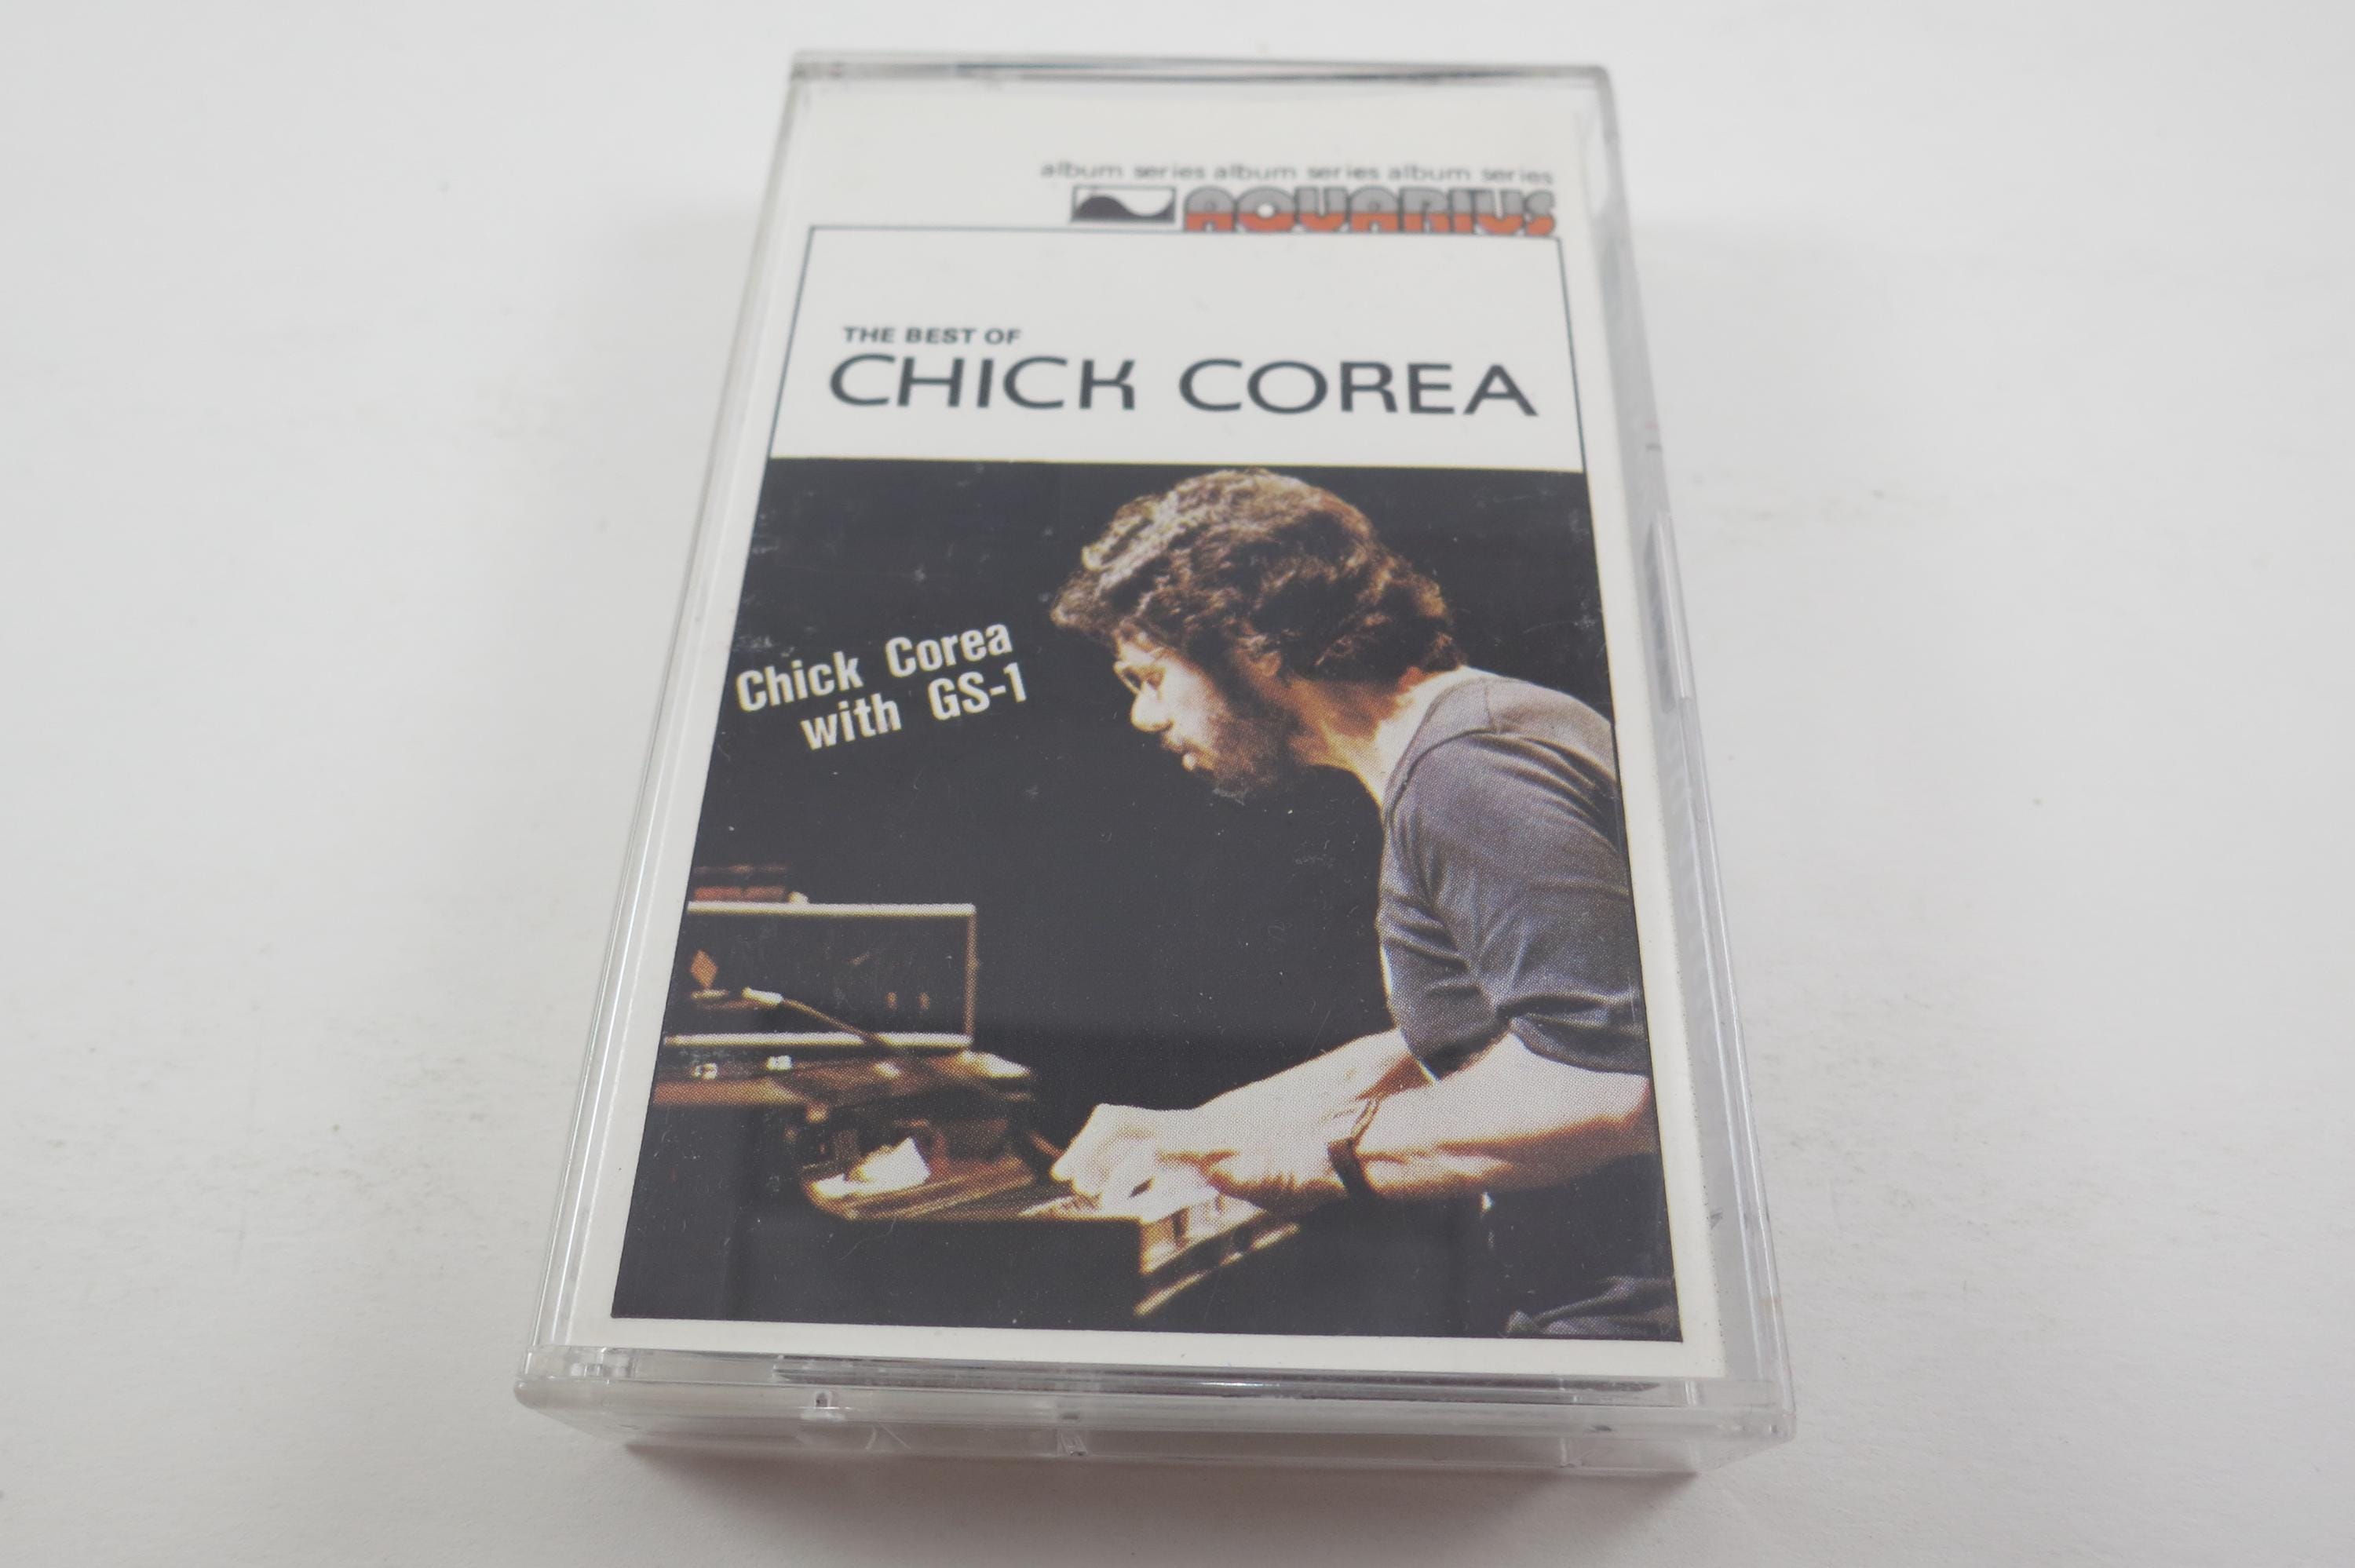 album series album series album series
AQUARIUS
THE BEST OF
CHICK COREA
Chick Corea
with GS-1